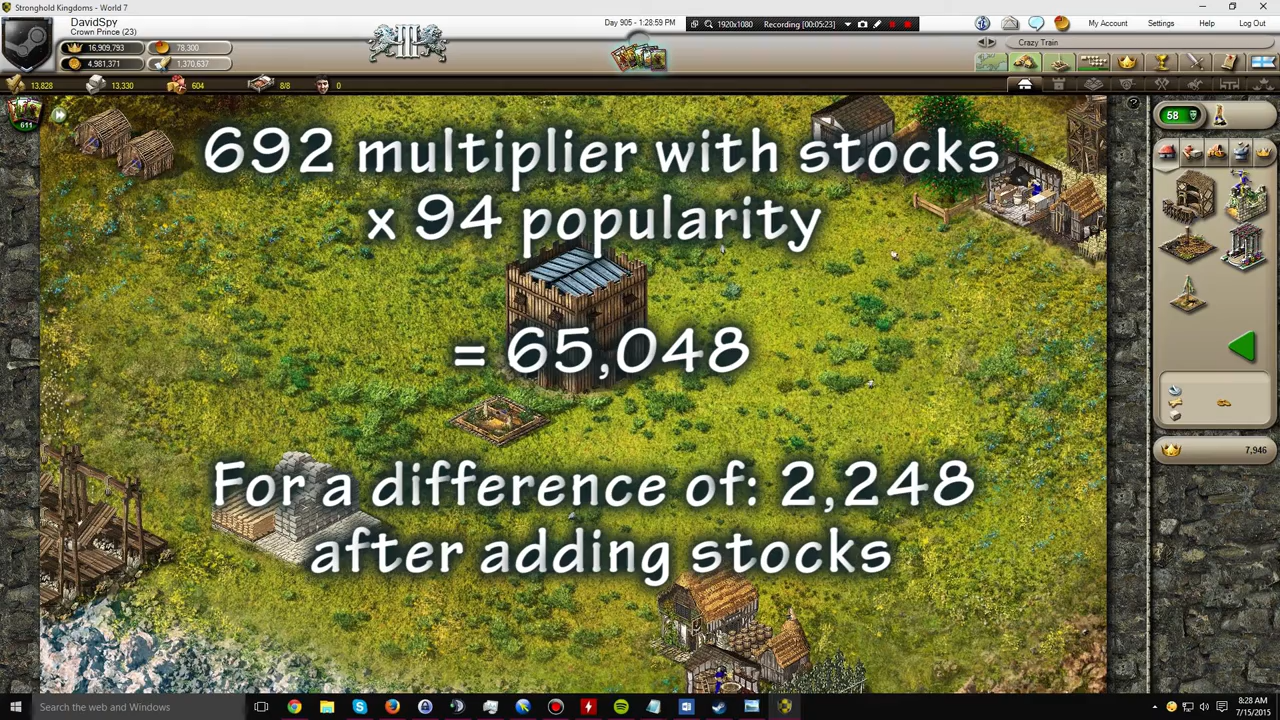 Stronghold Kingdoms - World 7
DavidSpy
Crown Prince (23)
Day 905 - 1:28:59 PM
1920x1080
Recording [00:05:23]
My Account
Settings
Help
Log Out
16,909,793
78,300
4,981,371
1,370,637
Crazy Train
13,828
13,330
604
8/8
0
611
58
692 multiplier with stocks
x 94 popularity
= 65,048
For a difference of: 2,248
after adding stocks
7,946
Search the web and Windows
8:28 AM
7/15/2015